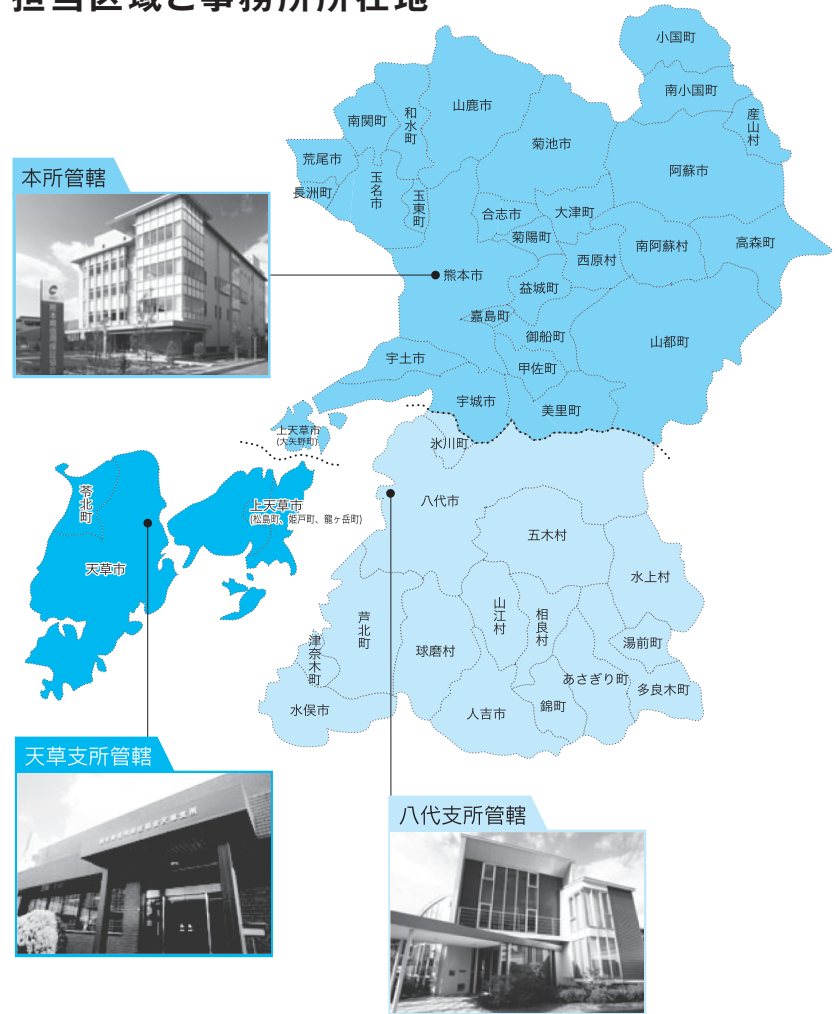 担当区域と事務所所在地
小国町
南小国町
産山村
山鹿市
和水町
南関町
菊池市
荒尾市
阿蘇市
玉名市
長洲町
玉東町
合志市
大津町
菊陽町
西原村
南阿蘇村
高森町
本所管轄
熊本市
益城町
嘉島町
御船町
山都町
宇土市
甲佐町
宇城市
美里町
上天草市
(大矢野町)
氷川町
苓北町
八代市
上天草市
(松島町、姫戸町、龍ヶ岳町)
五木村
天草市
水上村
山江村
相良村
芦北町
湯前町
津奈木町
球磨村
あさぎり町
多良木町
水俣市
人吉市
錦町
天草支所管轄
八代支所管轄